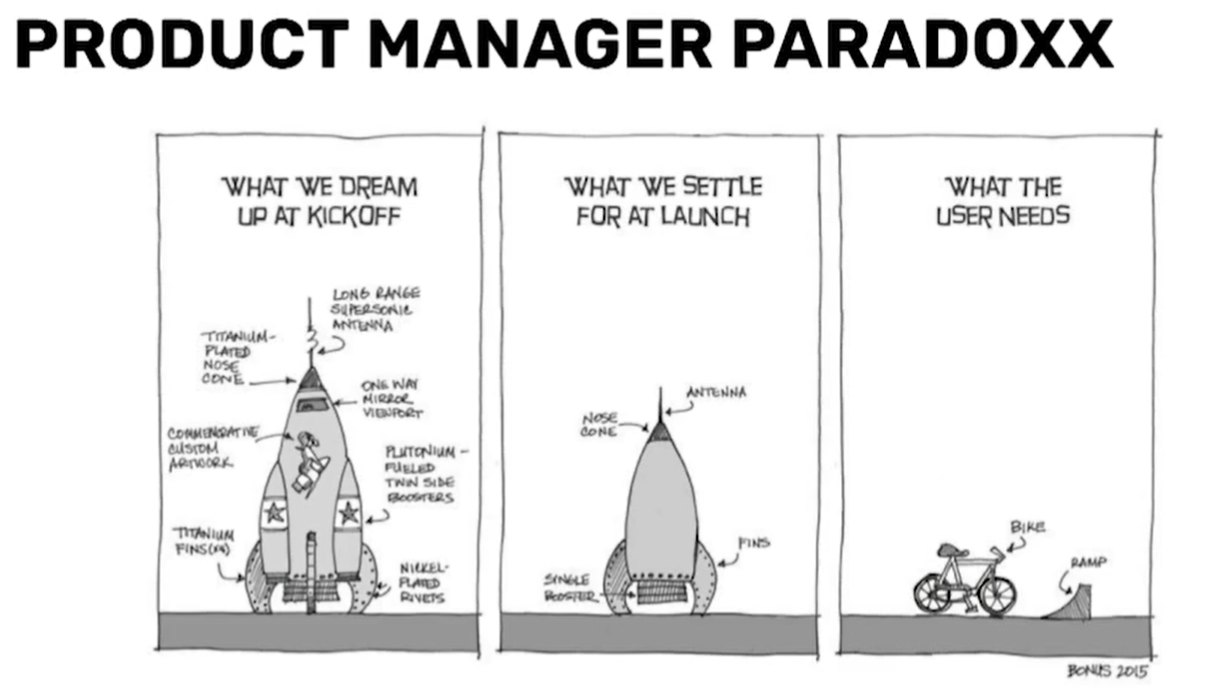 PRODUCT MANAGER PARADOXX
WHAT WE DREAM
UP AT KICKOFF
LONG RANGE
SUPERSONIC
ANTENNA
TITANIUM-
PLATED
NOSE
CONE
ONE WAY
MIRROR
VIEWPORT
COMMEMORATIVE
CUSTOM
ARTWORK
PLUTONIUM-
FUELED
TWIN SIDE
BOOSTERS
TITANIUM
FINS (X4)
NICKEL-
PLATED
RIVETS
WHAT WE SETTLE
FOR AT LAUNCH
ANTENNA
NOSE
CONE
FINS
SINGLE
BOOSTER
WHAT THE
USER NEEDS
BIKE
RAMP
BONUS 2015